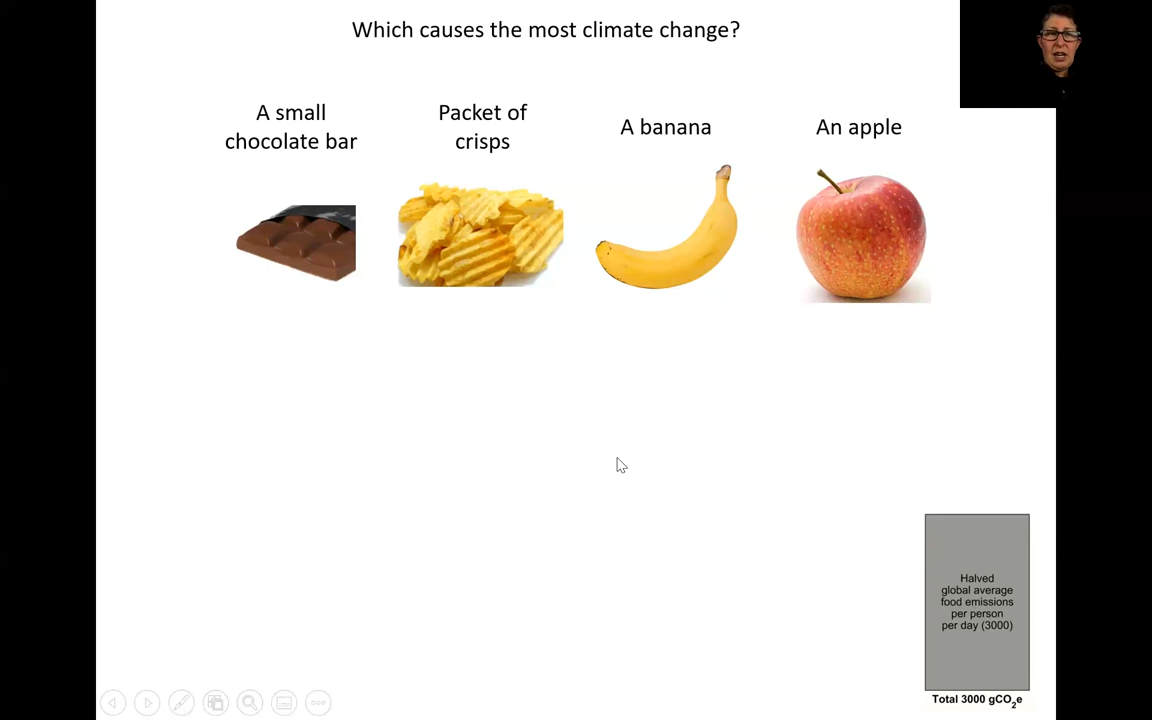 Which causes the most climate change?
A small
chocolate bar
Packet of
crisps
A banana
An apple
Halved
global average
food emissions
per person
per day (3000)
Total 3000 gCO₂e